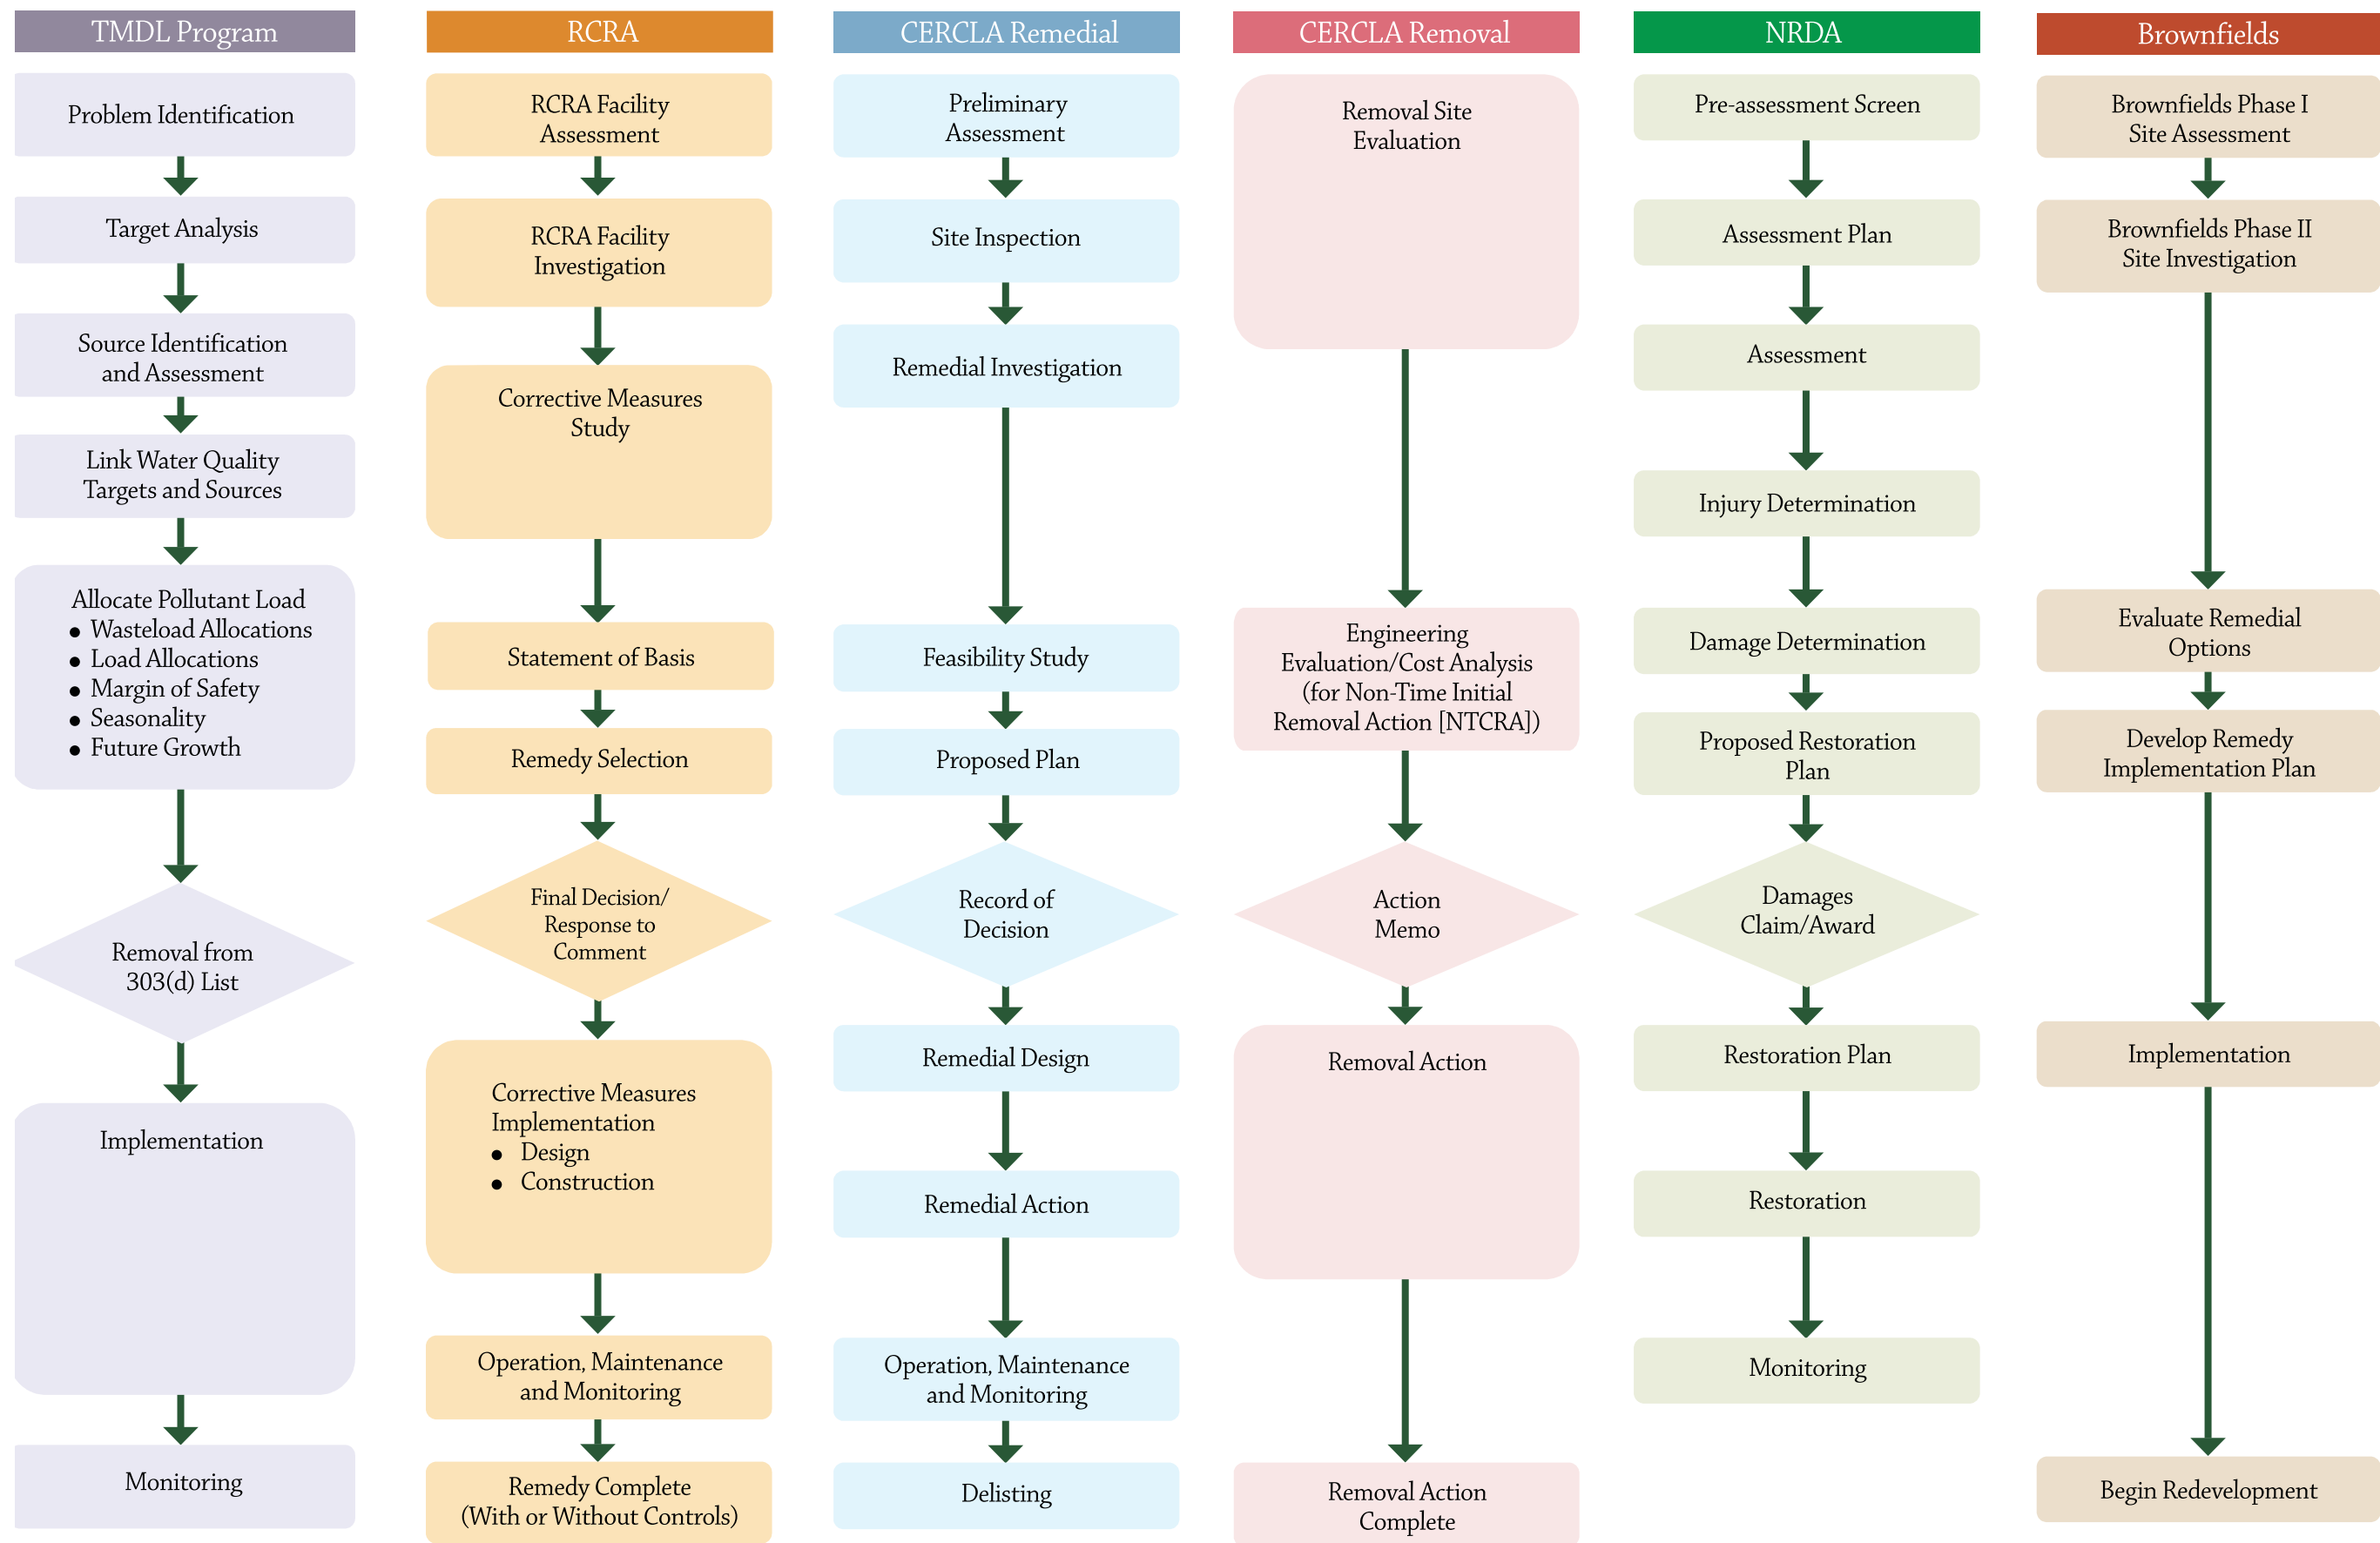 TMDL Program
Problem Identification
Target Analysis
Source Identification
and Assessment
Link Water Quality
Targets and Sources
Allocate Pollutant Load
● Wasteload Allocations
● Load Allocations
● Margin of Safety
● Seasonality
● Future Growth
Removal from
303(d) List
Implementation
Monitoring
RCRA
RCRA Facility
Assessment
RCRA Facility
Investigation
Corrective Measures
Study
Statement of Basis
Remedy Selection
Final Decision/
Response to
Comment
Corrective Measures
Implementation
● Design
● Construction
Operation, Maintenance
and Monitoring
Remedy Complete
(With or Without Controls)
CERCLA Remedial
Preliminary
Assessment
Site Inspection
Remedial Investigation
Feasibility Study
Proposed Plan
Record of
Decision
Remedial Design
Remedial Action
Operation, Maintenance
and Monitoring
Delisting
CERCLA Removal
Removal Site
Evaluation
Engineering
Evaluation/Cost Analysis
(for Non-Time Initial
Removal Action [NTCRA])
Action
Memo
Removal Action
Removal Action
Complete
NRDA
Pre-assessment Screen
Assessment Plan
Assessment
Injury Determination
Damage Determination
Proposed Restoration
Plan
Damages
Claim/Award
Restoration Plan
Restoration
Monitoring
Brownfields
Brownfields Phase I
Site Assessment
Brownfields Phase II
Site Investigation
Evaluate Remedial
Options
Develop Remedy
Implementation Plan
Implementation
Begin Redevelopment